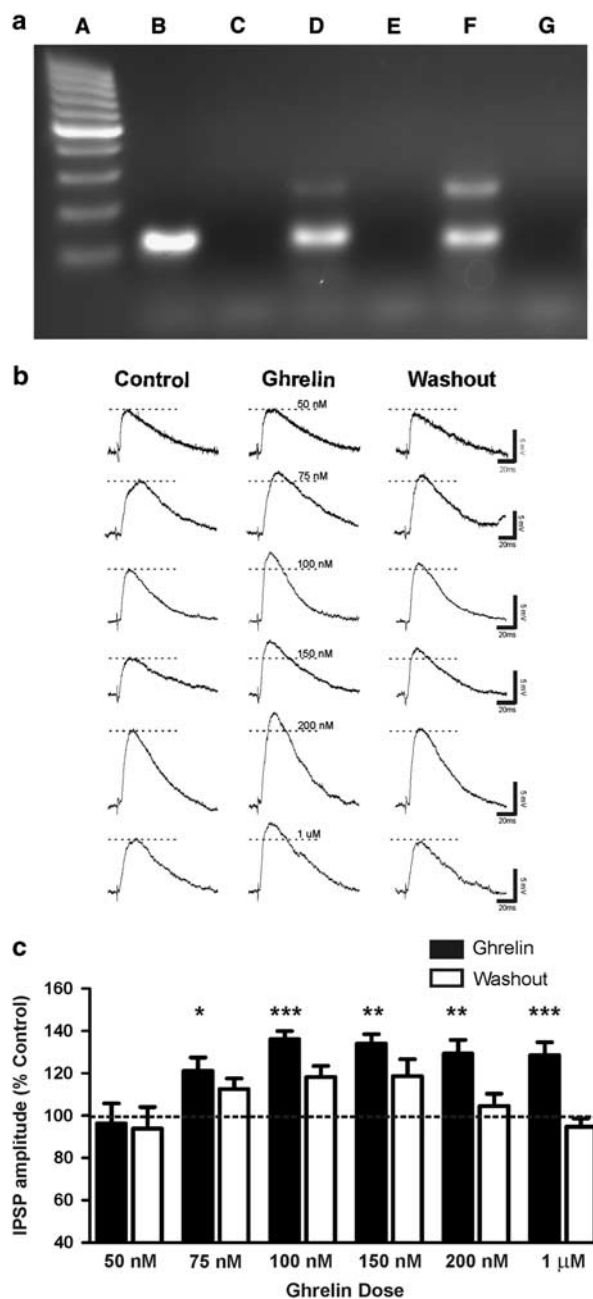 a
A B C D E F G
b
Control Ghrelin Washout
50 nM
5 mV
20ms
75 nM
5 mV
20ms
100 nM
5 mV
20ms
150 nM
5 mV
20ms
200 nM
5 mV
20ms
1 uM
5 mV
20ms
c
Ghrelin
Washout
IPSP amplitude (% Control)
160
140
120
100
80
60
40
* *** ** ** ***
50 nM 75 nM 100 nM 150 nM 200 nM 1 μM
Ghrelin Dose